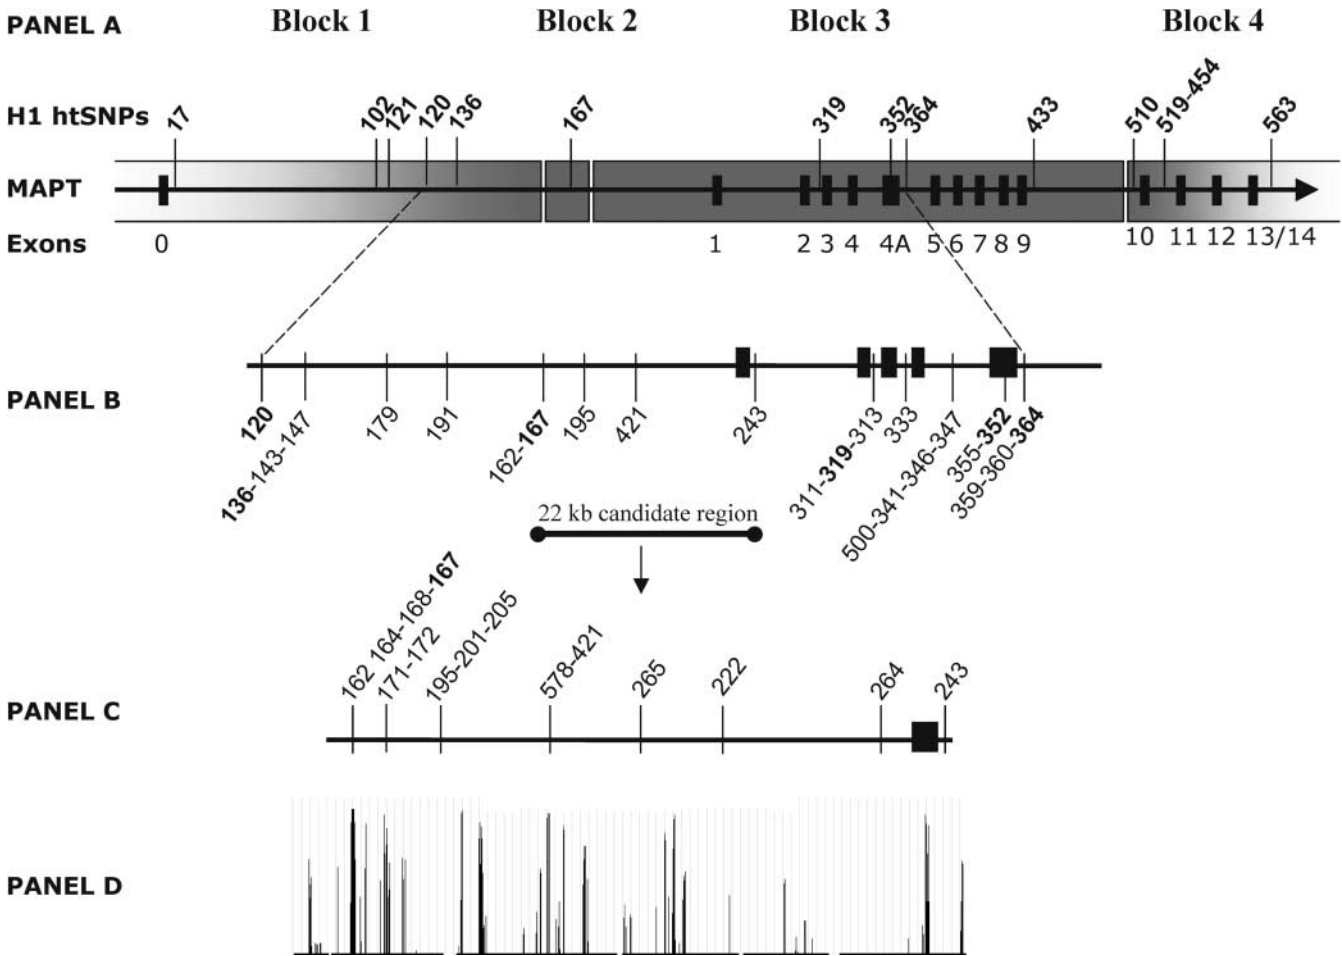 PANEL A Block 1 Block 2 Block 3 Block 4
H1 htSNPs 17 102 121 120 136 167 319 352 364 433 510 519-454 563
MAPT
Exons 0 1 2 3 4 4A 5 6 7 8 9 10 11 12 13/14
PANEL B
120 136-143-147 179 191 162-167 195 421 243 311-319-313 333 500-341-346-347 355-352 359-360-364
22 kb candidate region
162 164-168-167 171-172 195-201-205 578-421 265 222 264 243
PANEL C
PANEL D